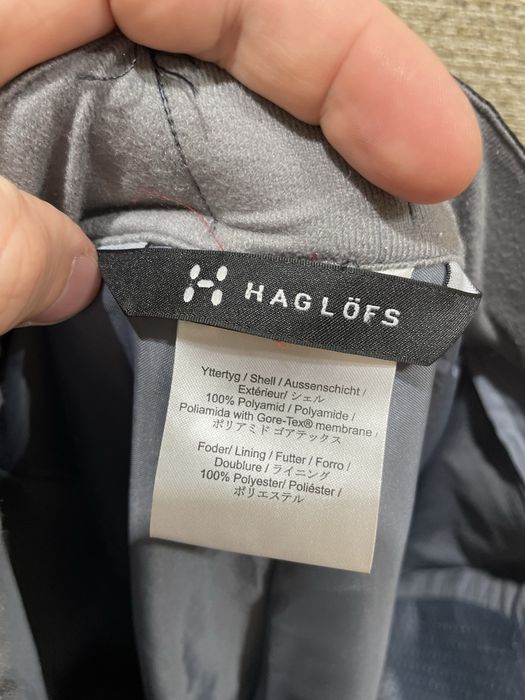 HAGLÖFS
Yttertyg / Shell / Aussenschicht /
Extérieur/ シェル
100% Polyamid / Polyamide /
Poliamida with Gore-Tex® membrane /
ポリアミド ゴアテックス
Foder/ Lining / Futter / Forro /
Doublure / ライニング
100% Polyester/ Poliéster /
ポリエステル